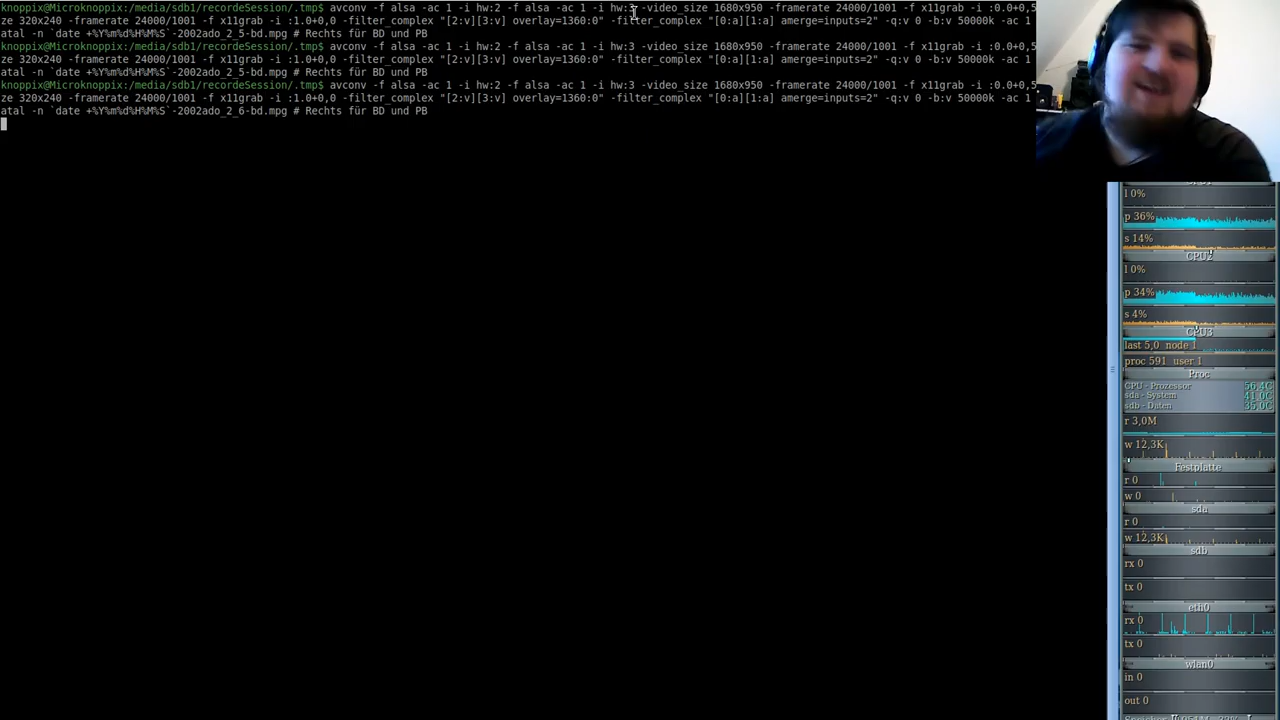 knoppix@Microknoppix:/media/sdb1/recordeSession/.tmp$ avconv -f alsa -ac 1 -i hw:2 -f alsa -ac 1 -i hw:3 -video_size 1680x950 -framerate 24000/1001 -f x11grab -i :0.0+0,5
ze 320x240 -framerate 24000/1001 -f x11grab -i :1.0+0,0 -filter_complex "[2:v][3:v] overlay=1360:0" -filter_complex "[0:a][1:a] amerge=inputs=2" -q:v 0 -b:v 50000k -ac 1
atal -n `date +%Y%m%d%H%M%S`-2002ado_2_5-bd.mpg # Rechts für BD und PB
knoppix@Microknoppix:/media/sdb1/recordeSession/.tmp$ avconv -f alsa -ac 1 -i hw:2 -f alsa -ac 1 -i hw:3 -video_size 1680x950 -framerate 24000/1001 -f x11grab -i :0.0+0,5
ze 320x240 -framerate 24000/1001 -f x11grab -i :1.0+0,0 -filter_complex "[2:v][3:v] overlay=1360:0" -filter_complex "[0:a][1:a] amerge=inputs=2" -q:v 0 -b:v 50000k -ac 1
atal -n `date +%Y%m%d%H%M%S`-2002ado_2_5-bd.mpg # Rechts für BD und PB
knoppix@Microknoppix:/media/sdb1/recordeSession/.tmp$ avconv -f alsa -ac 1 -i hw:2 -f alsa -ac 1 -i hw:3 -video_size 1680x950 -framerate 24000/1001 -f x11grab -i :0.0+0,5
ze 320x240 -framerate 24000/1001 -f x11grab -i :1.0+0,0 -filter_complex "[2:v][3:v] overlay=1360:0" -filter_complex "[0:a][1:a] amerge=inputs=2" -q:v 0 -b:v 50000k -ac 1
atal -n `date +%Y%m%d%H%M%S`-2002ado_2_6-bd.mpg # Rechts für BD und PB
l 0%
p 36%
s 14%
CPU2
l 0%
p 34%
s 4%
CPU3
last 5,0 node 1
proc 591 user 1
Proc
CPU - Prozessor 56,4C
sda - System 41,0C
sdb - Daten 35,0C
r 3,0M
w 12,3K
Festplatte
r 0
w 0
sda
r 0
w 12,3K
sdb
rx 0
tx 0
eth0
rx 0
tx 0
wlan0
in 0
out 0